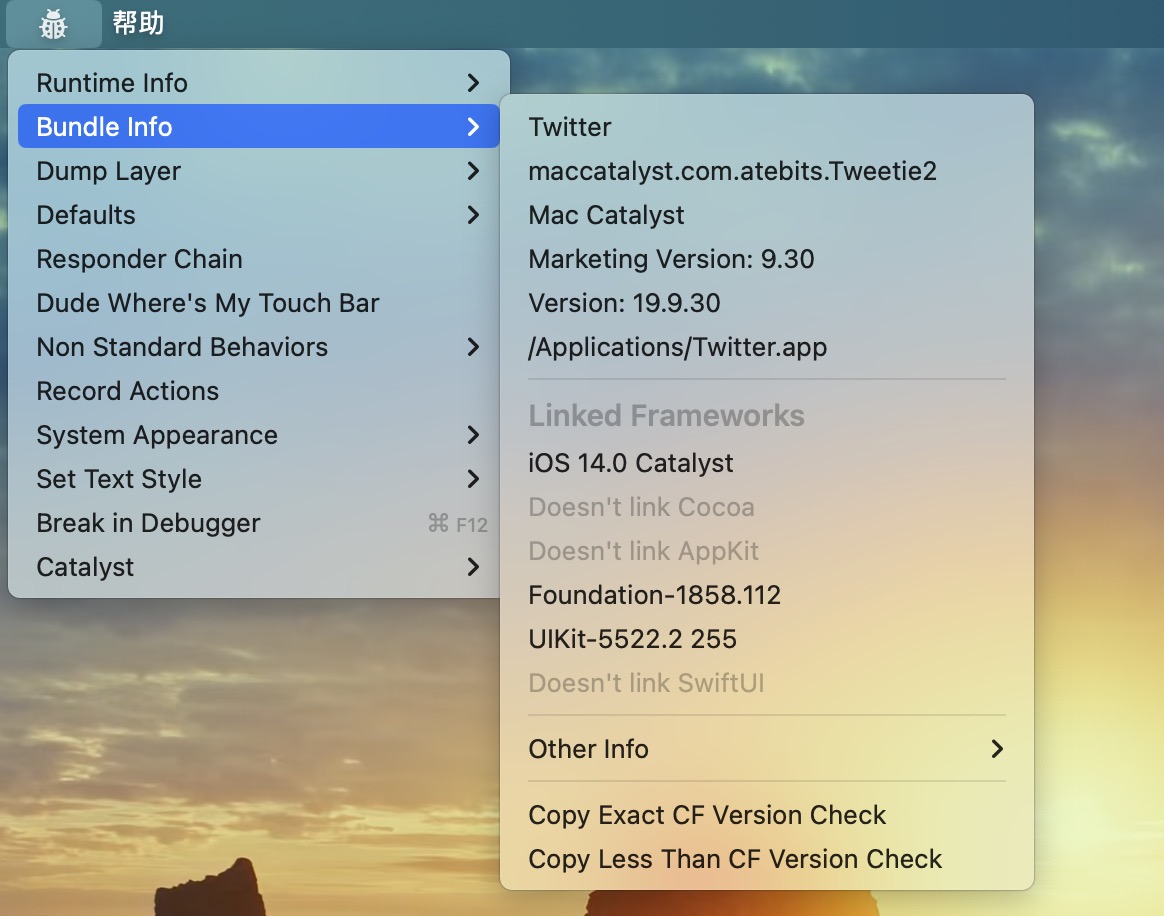 帮助
Runtime Info
Bundle Info
Dump Layer
Defaults
Responder Chain
Dude Where's My Touch Bar
Non Standard Behaviors
Record Actions
System Appearance
Set Text Style
Break in Debugger ⌘ F12
Catalyst
Twitter
maccatalyst.com.atebits.Tweetie2
Mac Catalyst
Marketing Version: 9.30
Version: 19.9.30
/Applications/Twitter.app
Linked Frameworks
iOS 14.0 Catalyst
Doesn't link Cocoa
Doesn't link AppKit
Foundation-1858.112
UIKit-5522.2 255
Doesn't link SwiftUI
Other Info
Copy Exact CF Version Check
Copy Less Than CF Version Check